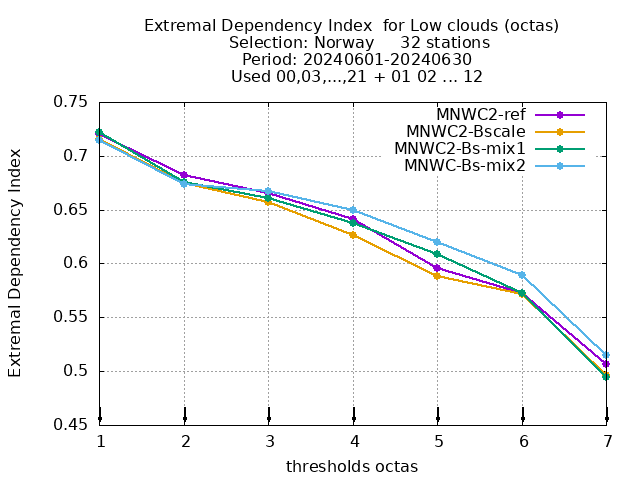 Extremal Dependency Index  for Low clouds (octas)
Selection: Norway     32 stations
Period: 20240601-20240630
Used 00,03,...,21 + 01 02 ... 12
MNWC2-ref
MNWC2-Bscale
MNWC2-Bs-mix1
MNWC-Bs-mix2
Extremal Dependency Index
0.75
0.7
0.65
0.6
0.55
0.5
0.45
1 2 3 4 5 6 7
thresholds octas